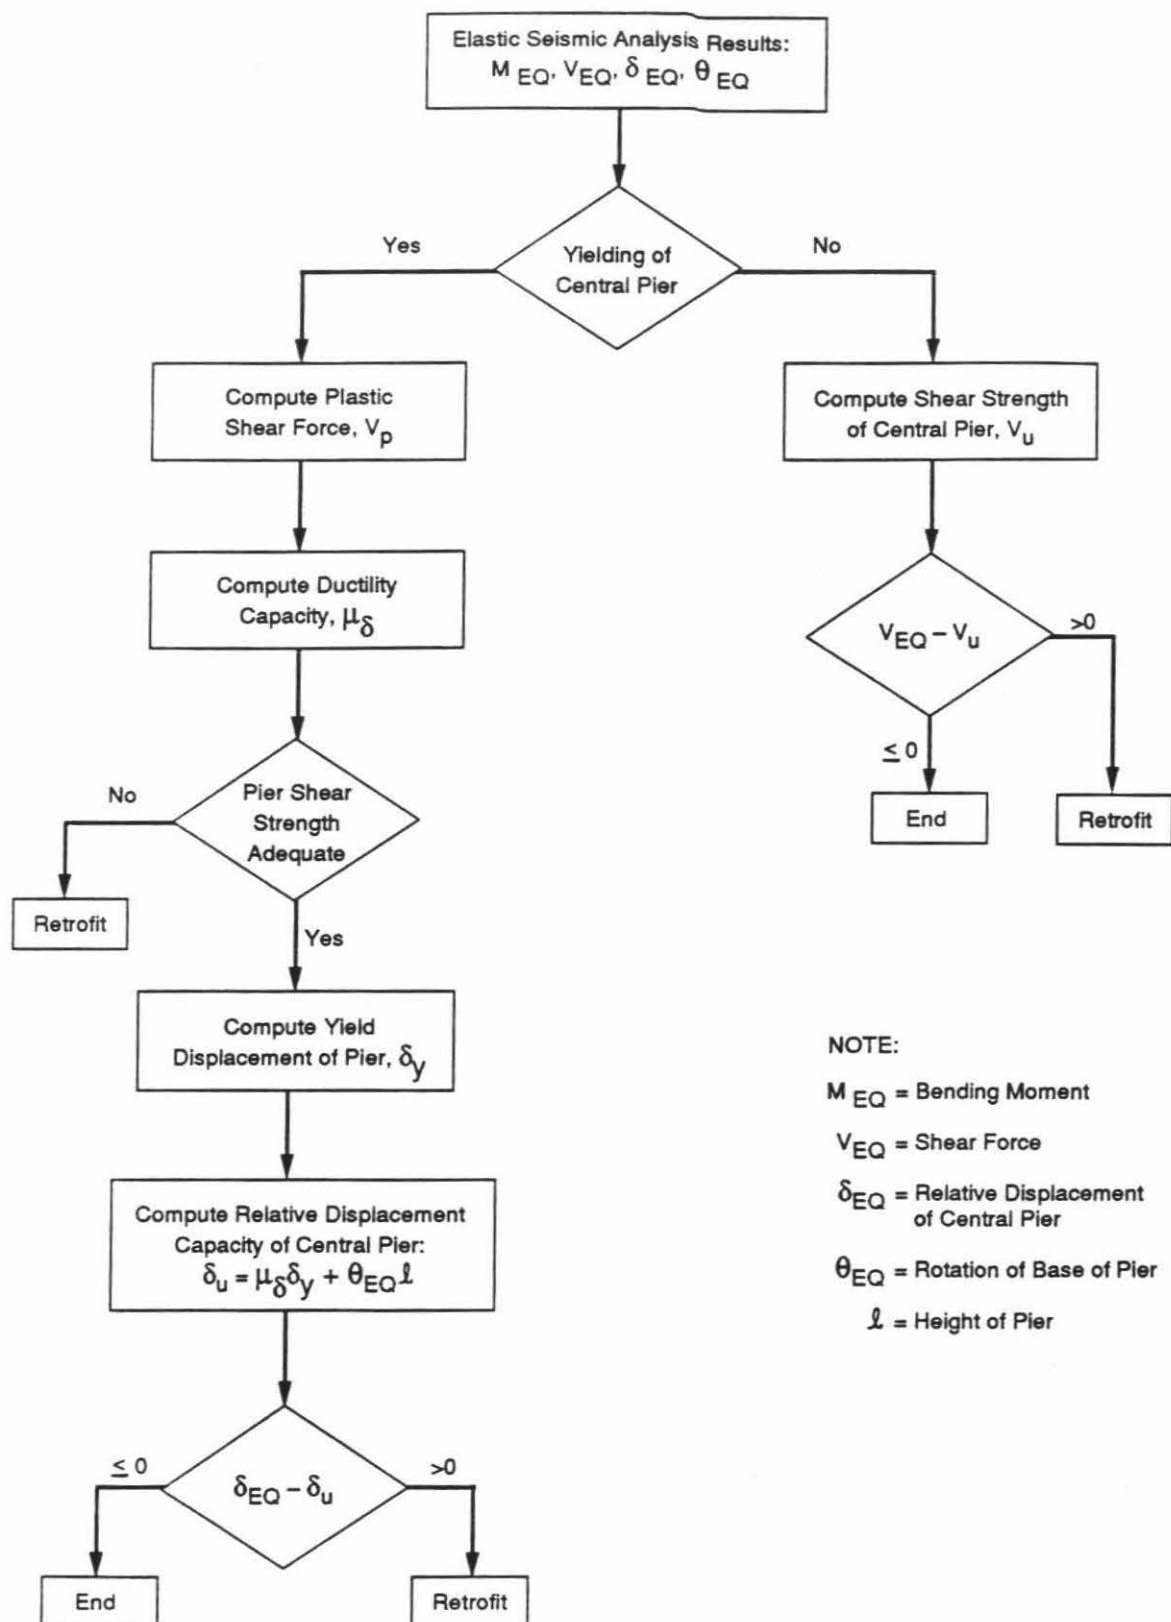 Elastic Seismic Analysis Results:
M EQ, V EQ, δ EQ, θ EQ
Yes
Yielding of
Central Pier
No
Compute Plastic
Shear Force, Vp
Compute Shear Strength
of Central Pier, Vu
Compute Ductility
Capacity, μδ
VEQ – Vu
>0
≤ 0
End
Retrofit
No
Pier Shear
Strength
Adequate
Retrofit
Yes
Compute Yield
Displacement of Pier, δy
Compute Relative Displacement
Capacity of Central Pier:
δu = μδδy + θEQ ℓ
≤ 0
δEQ – δu
>0
End
Retrofit
NOTE:
M EQ = Bending Moment
VEQ = Shear Force
δEQ = Relative Displacement
of Central Pier
θEQ = Rotation of Base of Pier
ℓ = Height of Pier